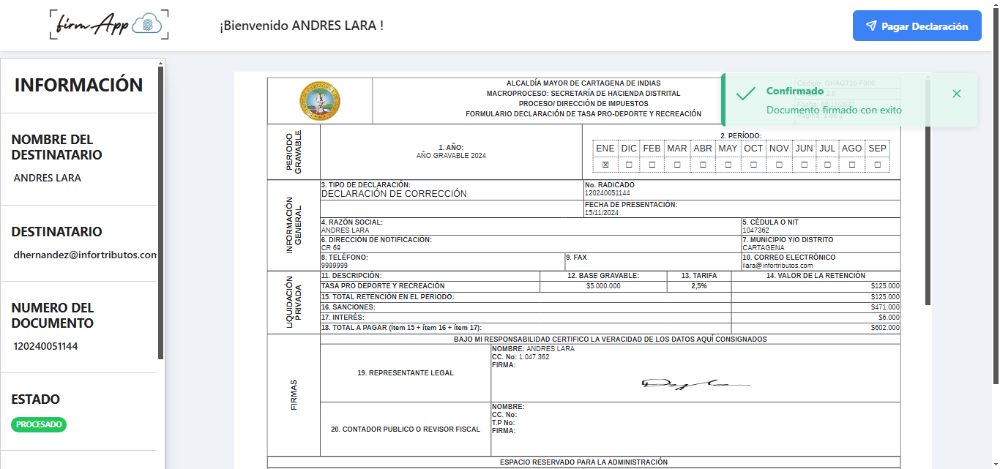 firmApp
¡Bienvenido ANDRES LARA !
Pagar Declaración
INFORMACIÓN
NOMBRE DEL
DESTINATARIO
ANDRES LARA
DESTINATARIO
dhernandez@infortributos.com
NUMERO DEL
DOCUMENTO
120240051144
ESTADO
PROCESADO
ALCALDÍA MAYOR DE CARTAGENA DE INDIAS
MACROPROCESO: SECRETARÍA DE HACIENDA DISTRITAL
PROCESO/ DIRECCIÓN DE IMPUESTOS
FORMULARIO DECLARACIÓN DE TASA PRO-DEPORTE Y RECREACIÓN
Código: GHAGT10-F006
2.0
Página: 1 de 1
Confirmado
Documento firmado con exito
PERIODO
GRAVABLE
1. AÑO:
AÑO GRAVABLE 2024
2. PERÍODO:
ENE DIC FEB MAR ABR MAY OCT NOV JUN JUL AGO SEP
☒ ☐ ☐ ☐ ☐ ☐ ☐ ☐ ☐ ☐ ☐ ☐
INFORMACIÓN
GENERAL
3. TIPO DE DECLARACIÓN:
DECLARACIÓN DE CORRECCIÓN
No. RADICADO
120240051144
FECHA DE PRESENTACIÓN:
15/11/2024
4. RAZÓN SOCIAL:
ANDRES LARA
5. CÉDULA O NIT
1047362
6. DIRECCIÓN DE NOTIFICACIÓN:
CR 69
7. MUNICIPIO Y/O DISTRITO
CARTAGENA
8. TELÉFONO:
9999999
9. FAX
10. CORREO ELECTRÓNICO
ilara@infortributos.com
LIQUIDACIÓN
PRIVADA
11. DESCRIPCIÓN: 12. BASE GRAVABLE: 13. TARIFA 14. VALOR DE LA RETENCIÓN
TASA PRO DEPORTE Y RECREACIÓN $5.000.000 2,5% $125.000
15. TOTAL RETENCIÓN EN EL PERIODO: $125.000
16. SANCIONES: $471.000
17. INTERÉS: $6.000
18. TOTAL A PAGAR (Ítem 15 + ítem 16 + ítem 17): $602.000
FIRMAS
BAJO MI RESPONSABILIDAD CERTIFICO LA VERACIDAD DE LOS DATOS AQUÍ CONSIGNADOS
19. REPRESENTANTE LEGAL
NOMBRE: ANDRES LARA
CC. No: 1.047.362
FIRMA:
20. CONTADOR PUBLICO O REVISOR FISCAL
NOMBRE:
CC. No:
T.P No:
FIRMA:
ESPACIO RESERVADO PARA LA ADMINISTRACIÓN